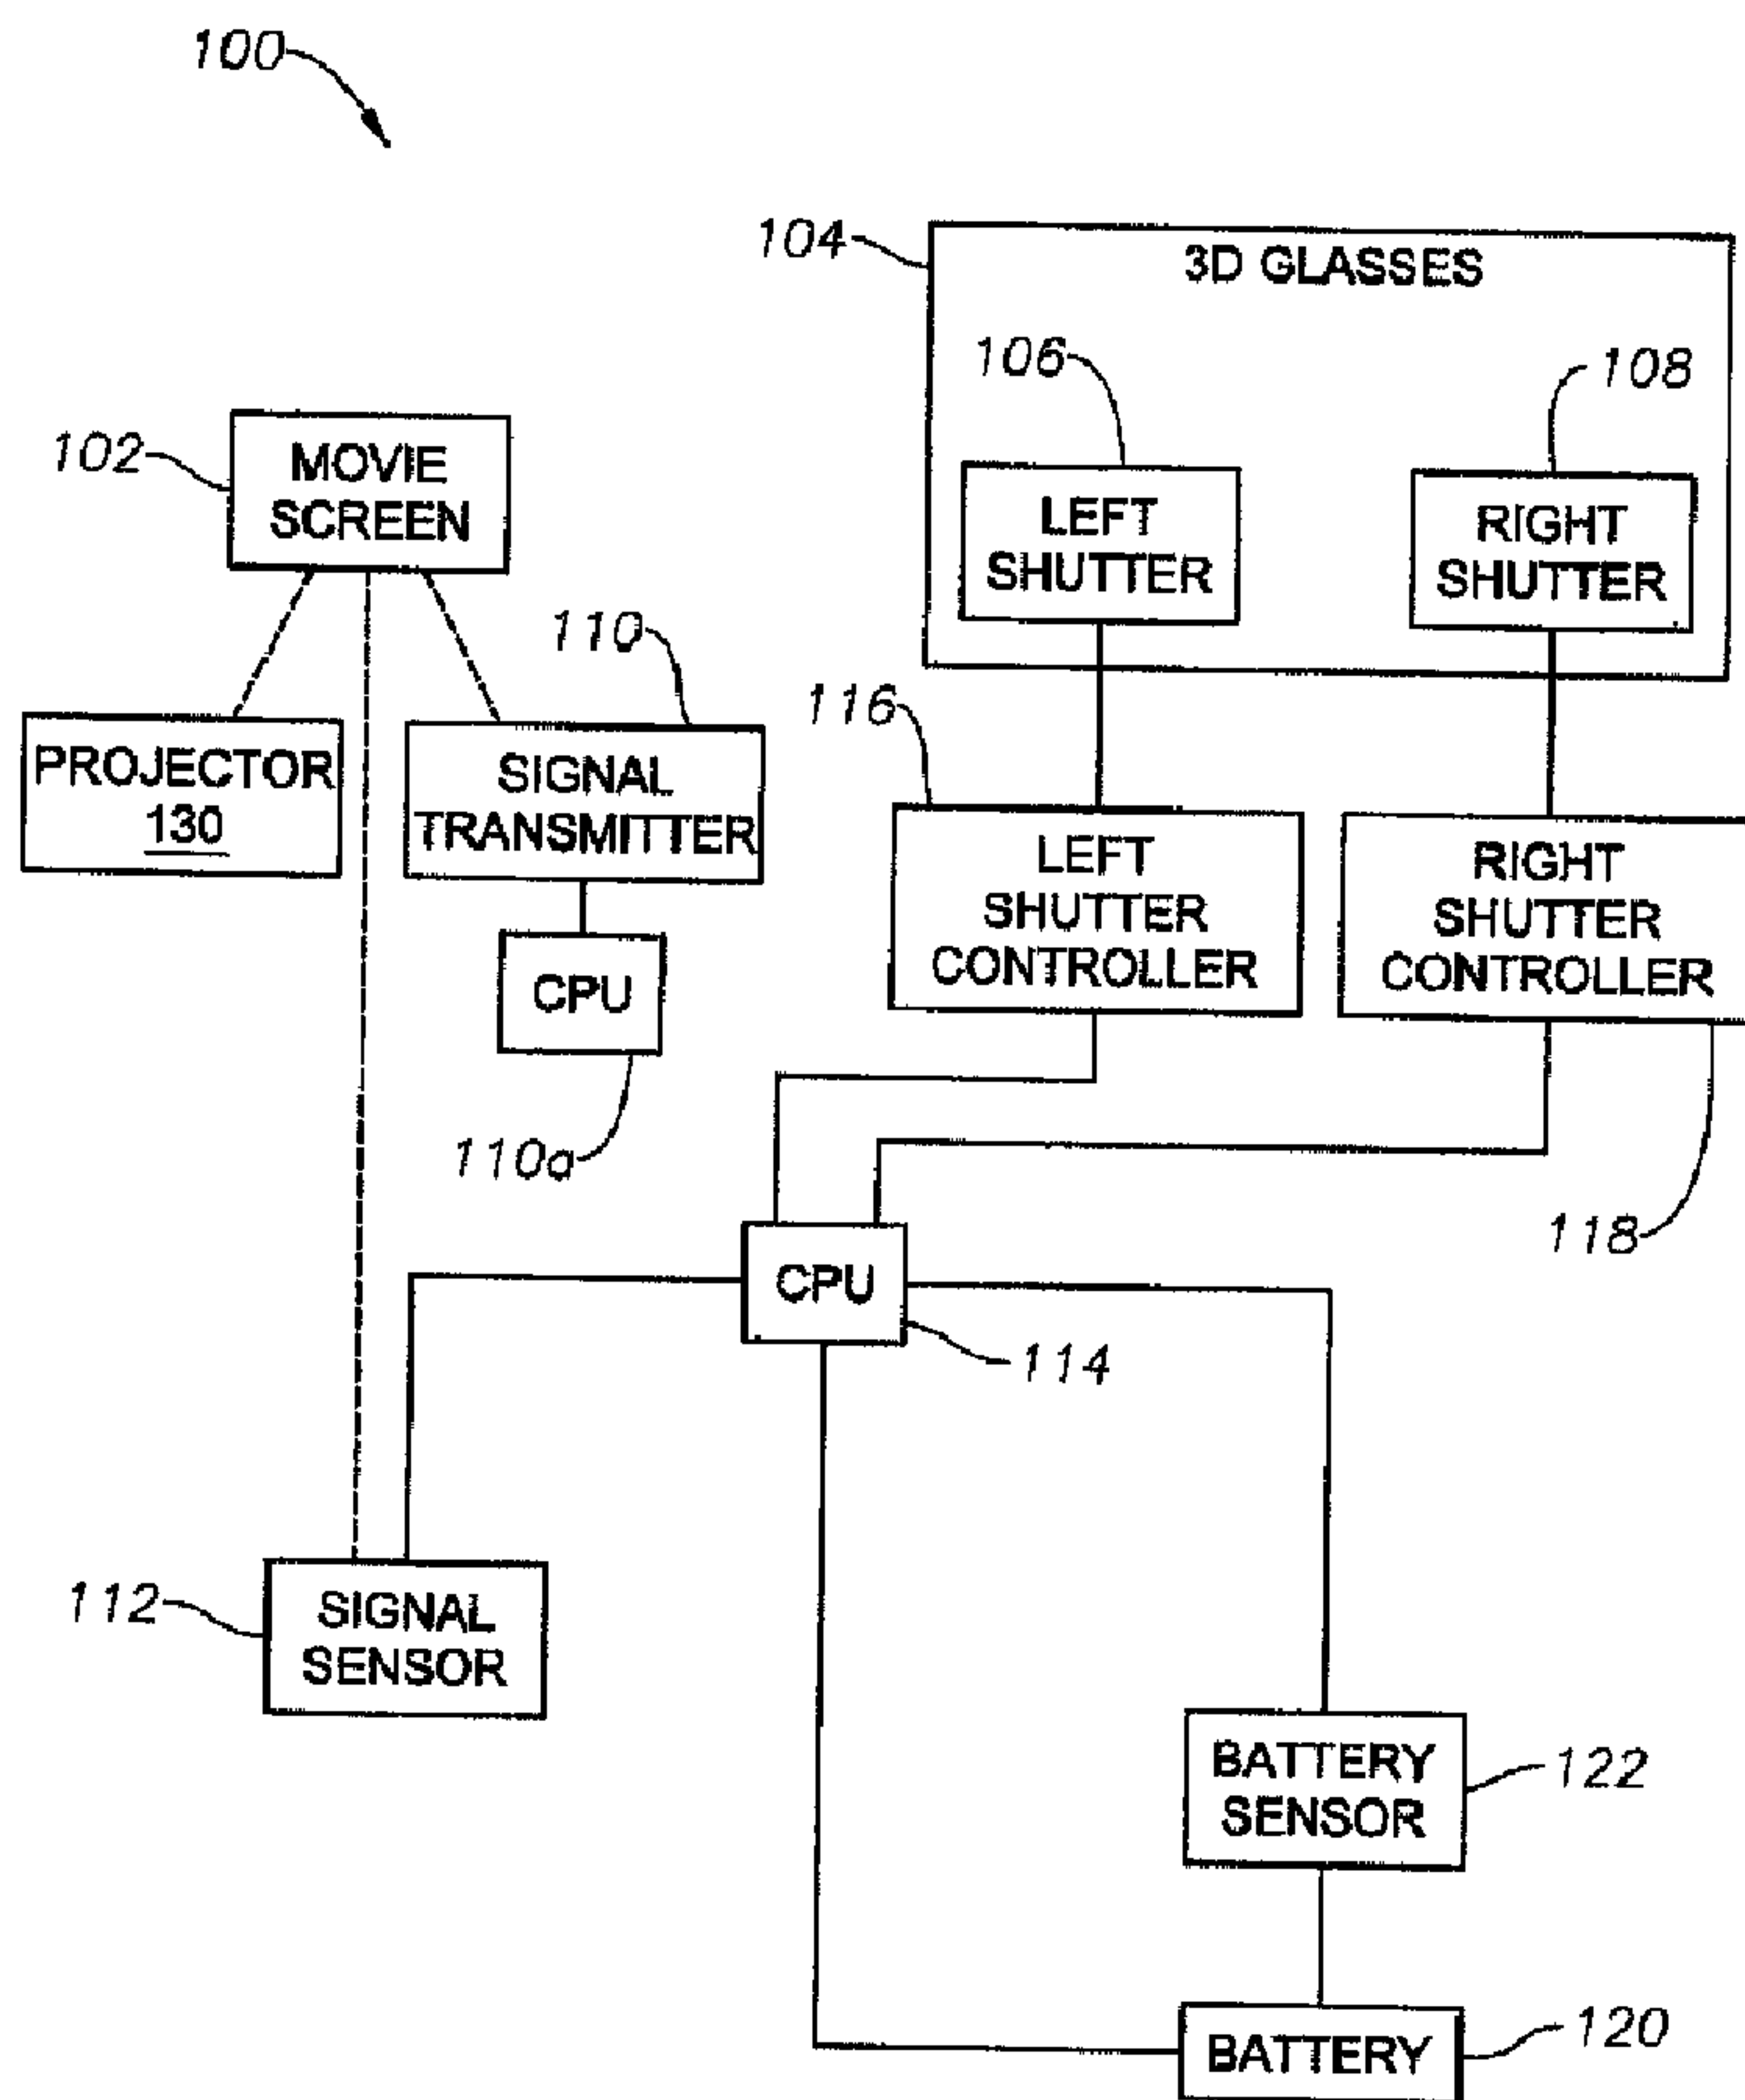 100
104
3D GLASSES
106
108
102
MOVIE
SCREEN
LEFT
SHUTTER
RIGHT
SHUTTER
110
116
PROJECTOR
130
SIGNAL
TRANSMITTER
LEFT
SHUTTER
CONTROLLER
RIGHT
SHUTTER
CONTROLLER
CPU
110a
118
CPU
114
112
SIGNAL
SENSOR
BATTERY
SENSOR
122
BATTERY
120